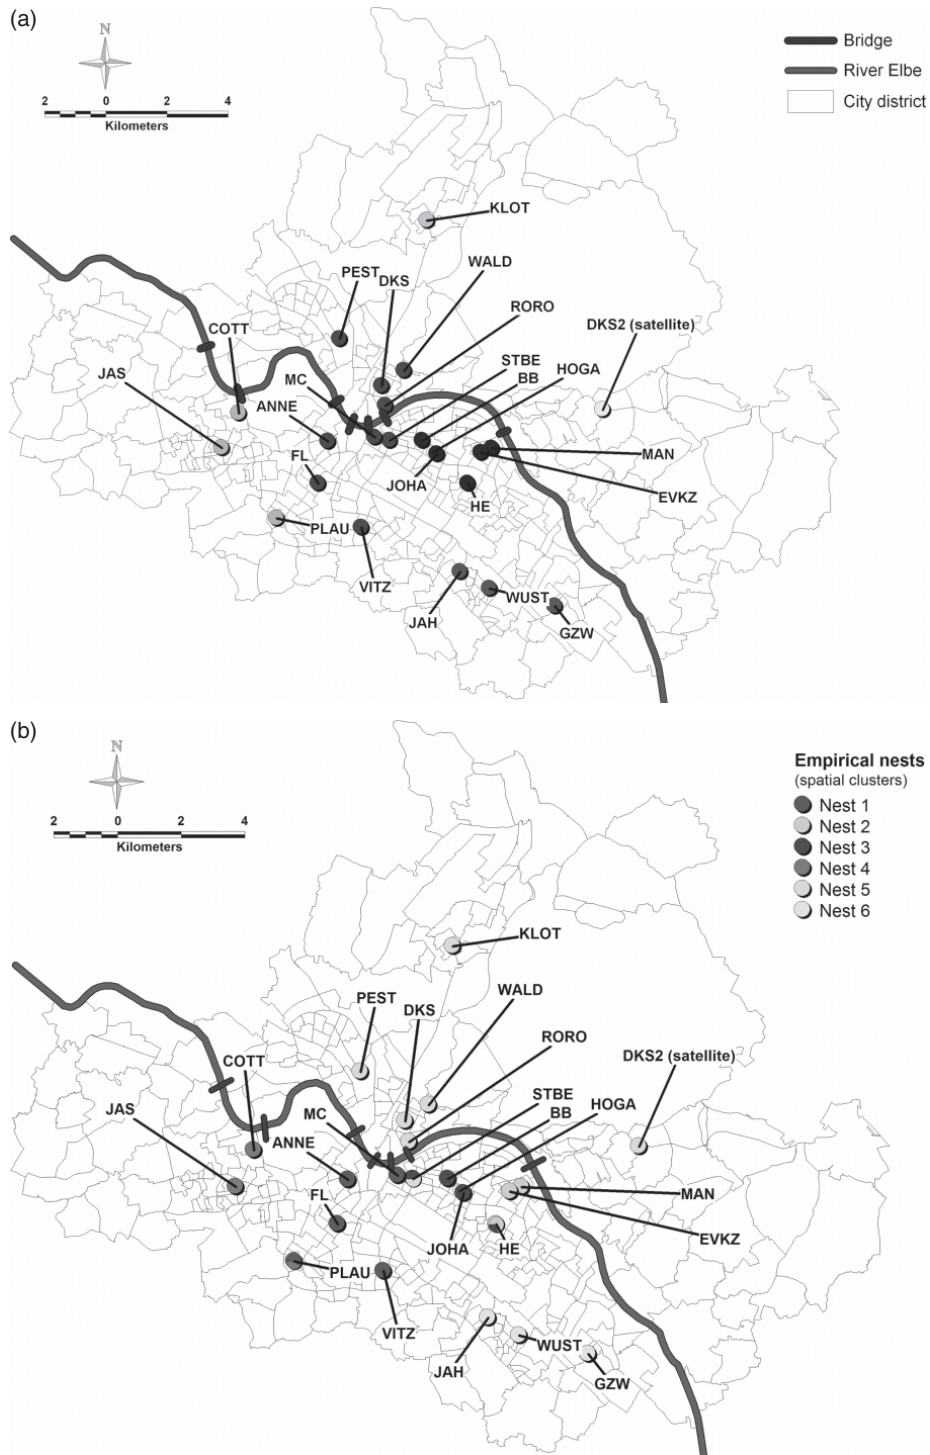 (a)
N
2 0 2 4
Kilometers
Bridge
River Elbe
City district
KLOT
PEST
DKS
WALD
RORO
DKS2 (satellite)
COTT
STBE
BB
HOGA
JAS
MC
ANNE
FL
MAN
JOHA
EVKZ
HE
PLAU
VITZ
WUST
JAH
GZW
(b)
N
2 0 2 4
Kilometers
Empirical nests
(spatial clusters)
Nest 1
Nest 2
Nest 3
Nest 4
Nest 5
Nest 6
KLOT
PEST
DKS
WALD
RORO
DKS2 (satellite)
COTT
STBE
BB
HOGA
JAS
MC
ANNE
FL
MAN
JOHA
HE
EVKZ
PLAU
VITZ
WUST
JAH
GZW